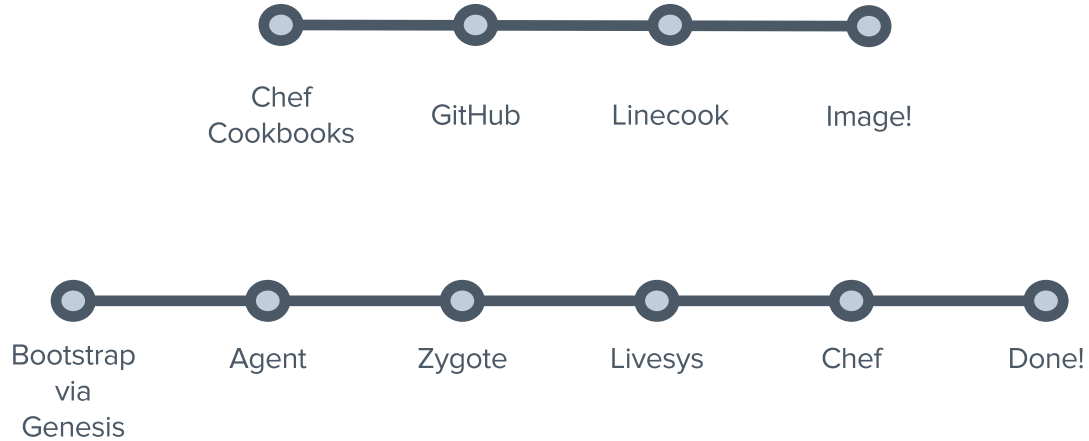 Chef
Cookbooks
GitHub
Linecook
Image!
Bootstrap
via
Genesis
Agent
Zygote
Livesys
Chef
Done!